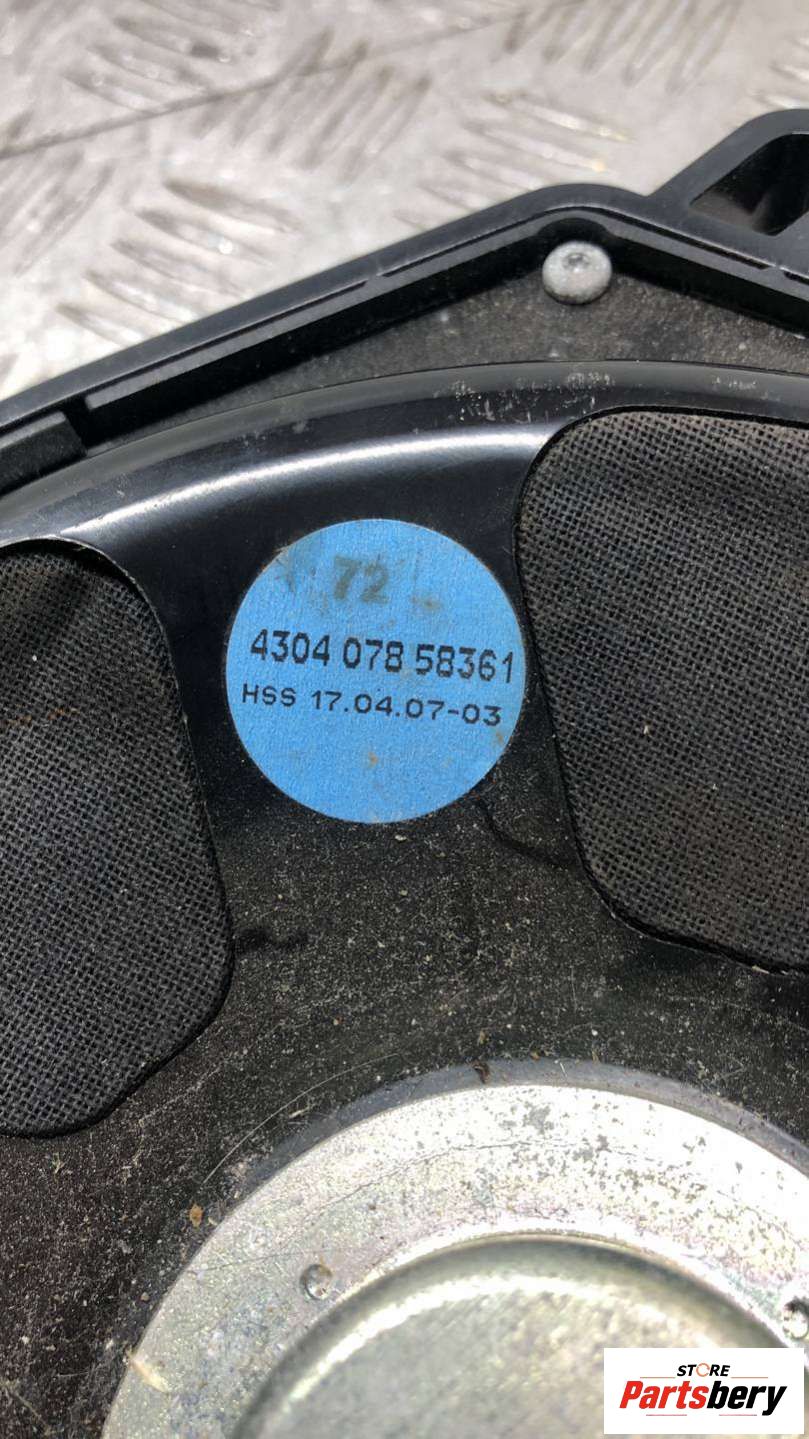 72
4304 078 58361
HSS 17.04.07-03
STORE
Partsbery